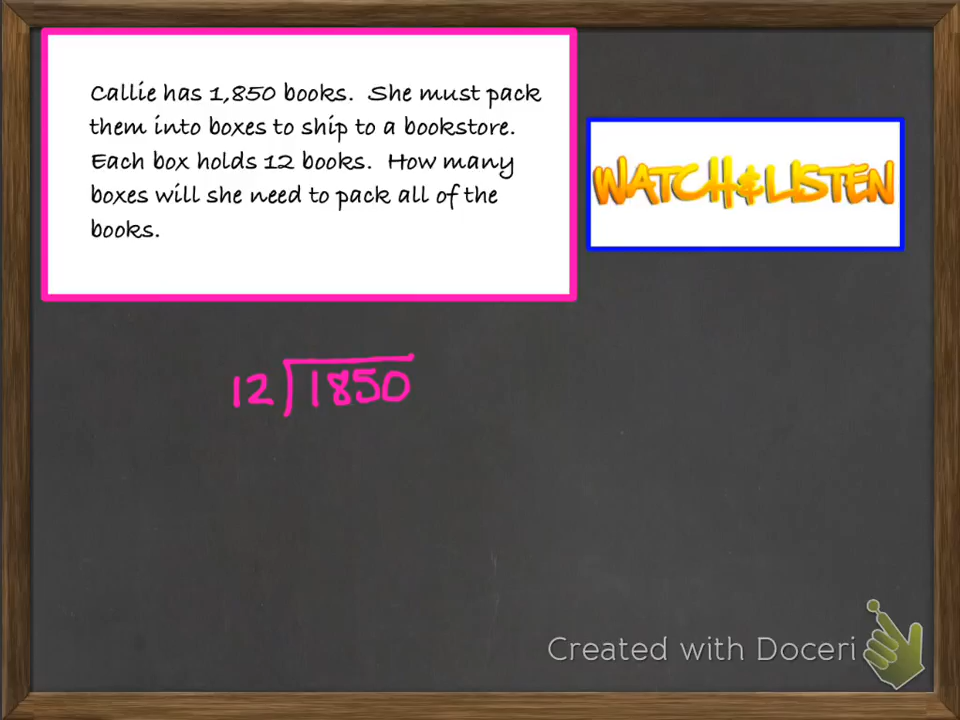 Callie has 1,850 books. She must pack
them into boxes to ship to a bookstore.
Each box holds 12 books. How many
boxes will she need to pack all of the
books.
WATCH & LISTEN
12 1850
Created with Doceri